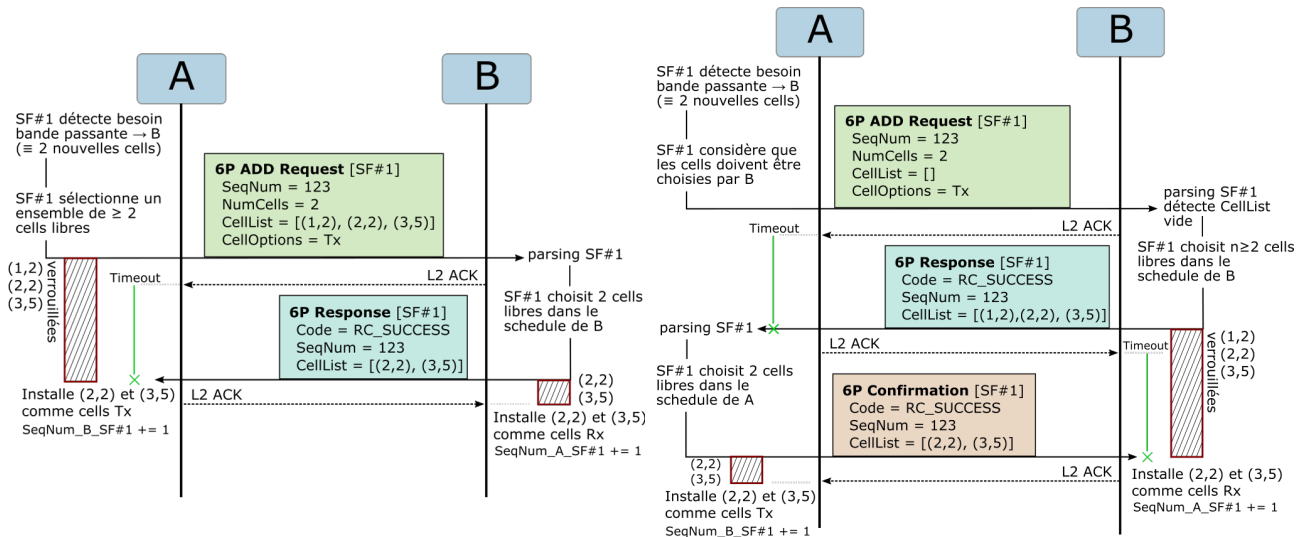 A
B
SF#1 détecte besoin
bande passante → B
(≡ 2 nouvelles cells)
SF#1 sélectionne un
ensemble de ≥ 2
cells libres
6P ADD Request [SF#1]
SeqNum = 123
NumCells = 2
CellList = [(1,2), (2,2), (3,5)]
CellOptions = Tx
parsing SF#1
(1,2)
(2,2)
(3,5)
verrouillées
Timeout
L2 ACK
SF#1 choisit 2 cells
libres dans le
schedule de B
6P Response [SF#1]
Code = RC_SUCCESS
SeqNum = 123
CellList = [(2,2), (3,5)]
(2,2)
(3,5)
L2 ACK
Installe (2,2) et (3,5)
comme cells Tx
SeqNum_B_SF#1 += 1
Installe (2,2) et (3,5)
comme cells Rx
SeqNum_A_SF#1 += 1
A
B
SF#1 détecte besoin
bande passante → B
(≡ 2 nouvelles cells)
SF#1 considère que
les cells doivent être
choisies par B
6P ADD Request [SF#1]
SeqNum = 123
NumCells = 2
CellList = []
CellOptions = Tx
parsing SF#1
détecte CellList
vide
Timeout
L2 ACK
SF#1 choisit n≥2 cells
libres dans le
schedule de B
6P Response [SF#1]
Code = RC_SUCCESS
SeqNum = 123
CellList = [(1,2),(2,2), (3,5)]
parsing SF#1
L2 ACK
Timeout
(1,2)
(2,2)
(3,5)
verrouillées
SF#1 choisit 2 cells
libres dans le
schedule de A
6P Confirmation [SF#1]
Code = RC_SUCCESS
SeqNum = 123
CellList = [(2,2), (3,5)]
(2,2)
(3,5)
L2 ACK
Installe (2,2) et (3,5)
comme cells Tx
SeqNum_B_SF#1 += 1
Installe (2,2) et (3,5)
comme cells Rx
SeqNum_A_SF#1 += 1